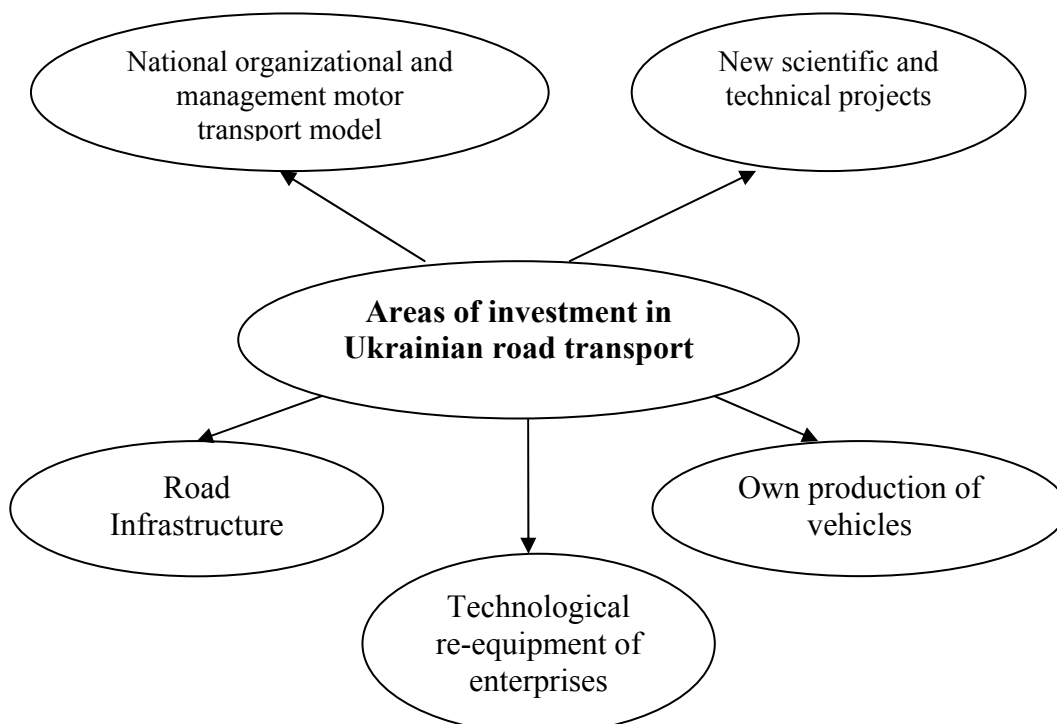 National organizational and
management motor
transport model
New scientific and
technical projects
Areas of investment in
Ukrainian road transport
Road
Infrastructure
Own production of
vehicles
Technological
re-equipment of
enterprises